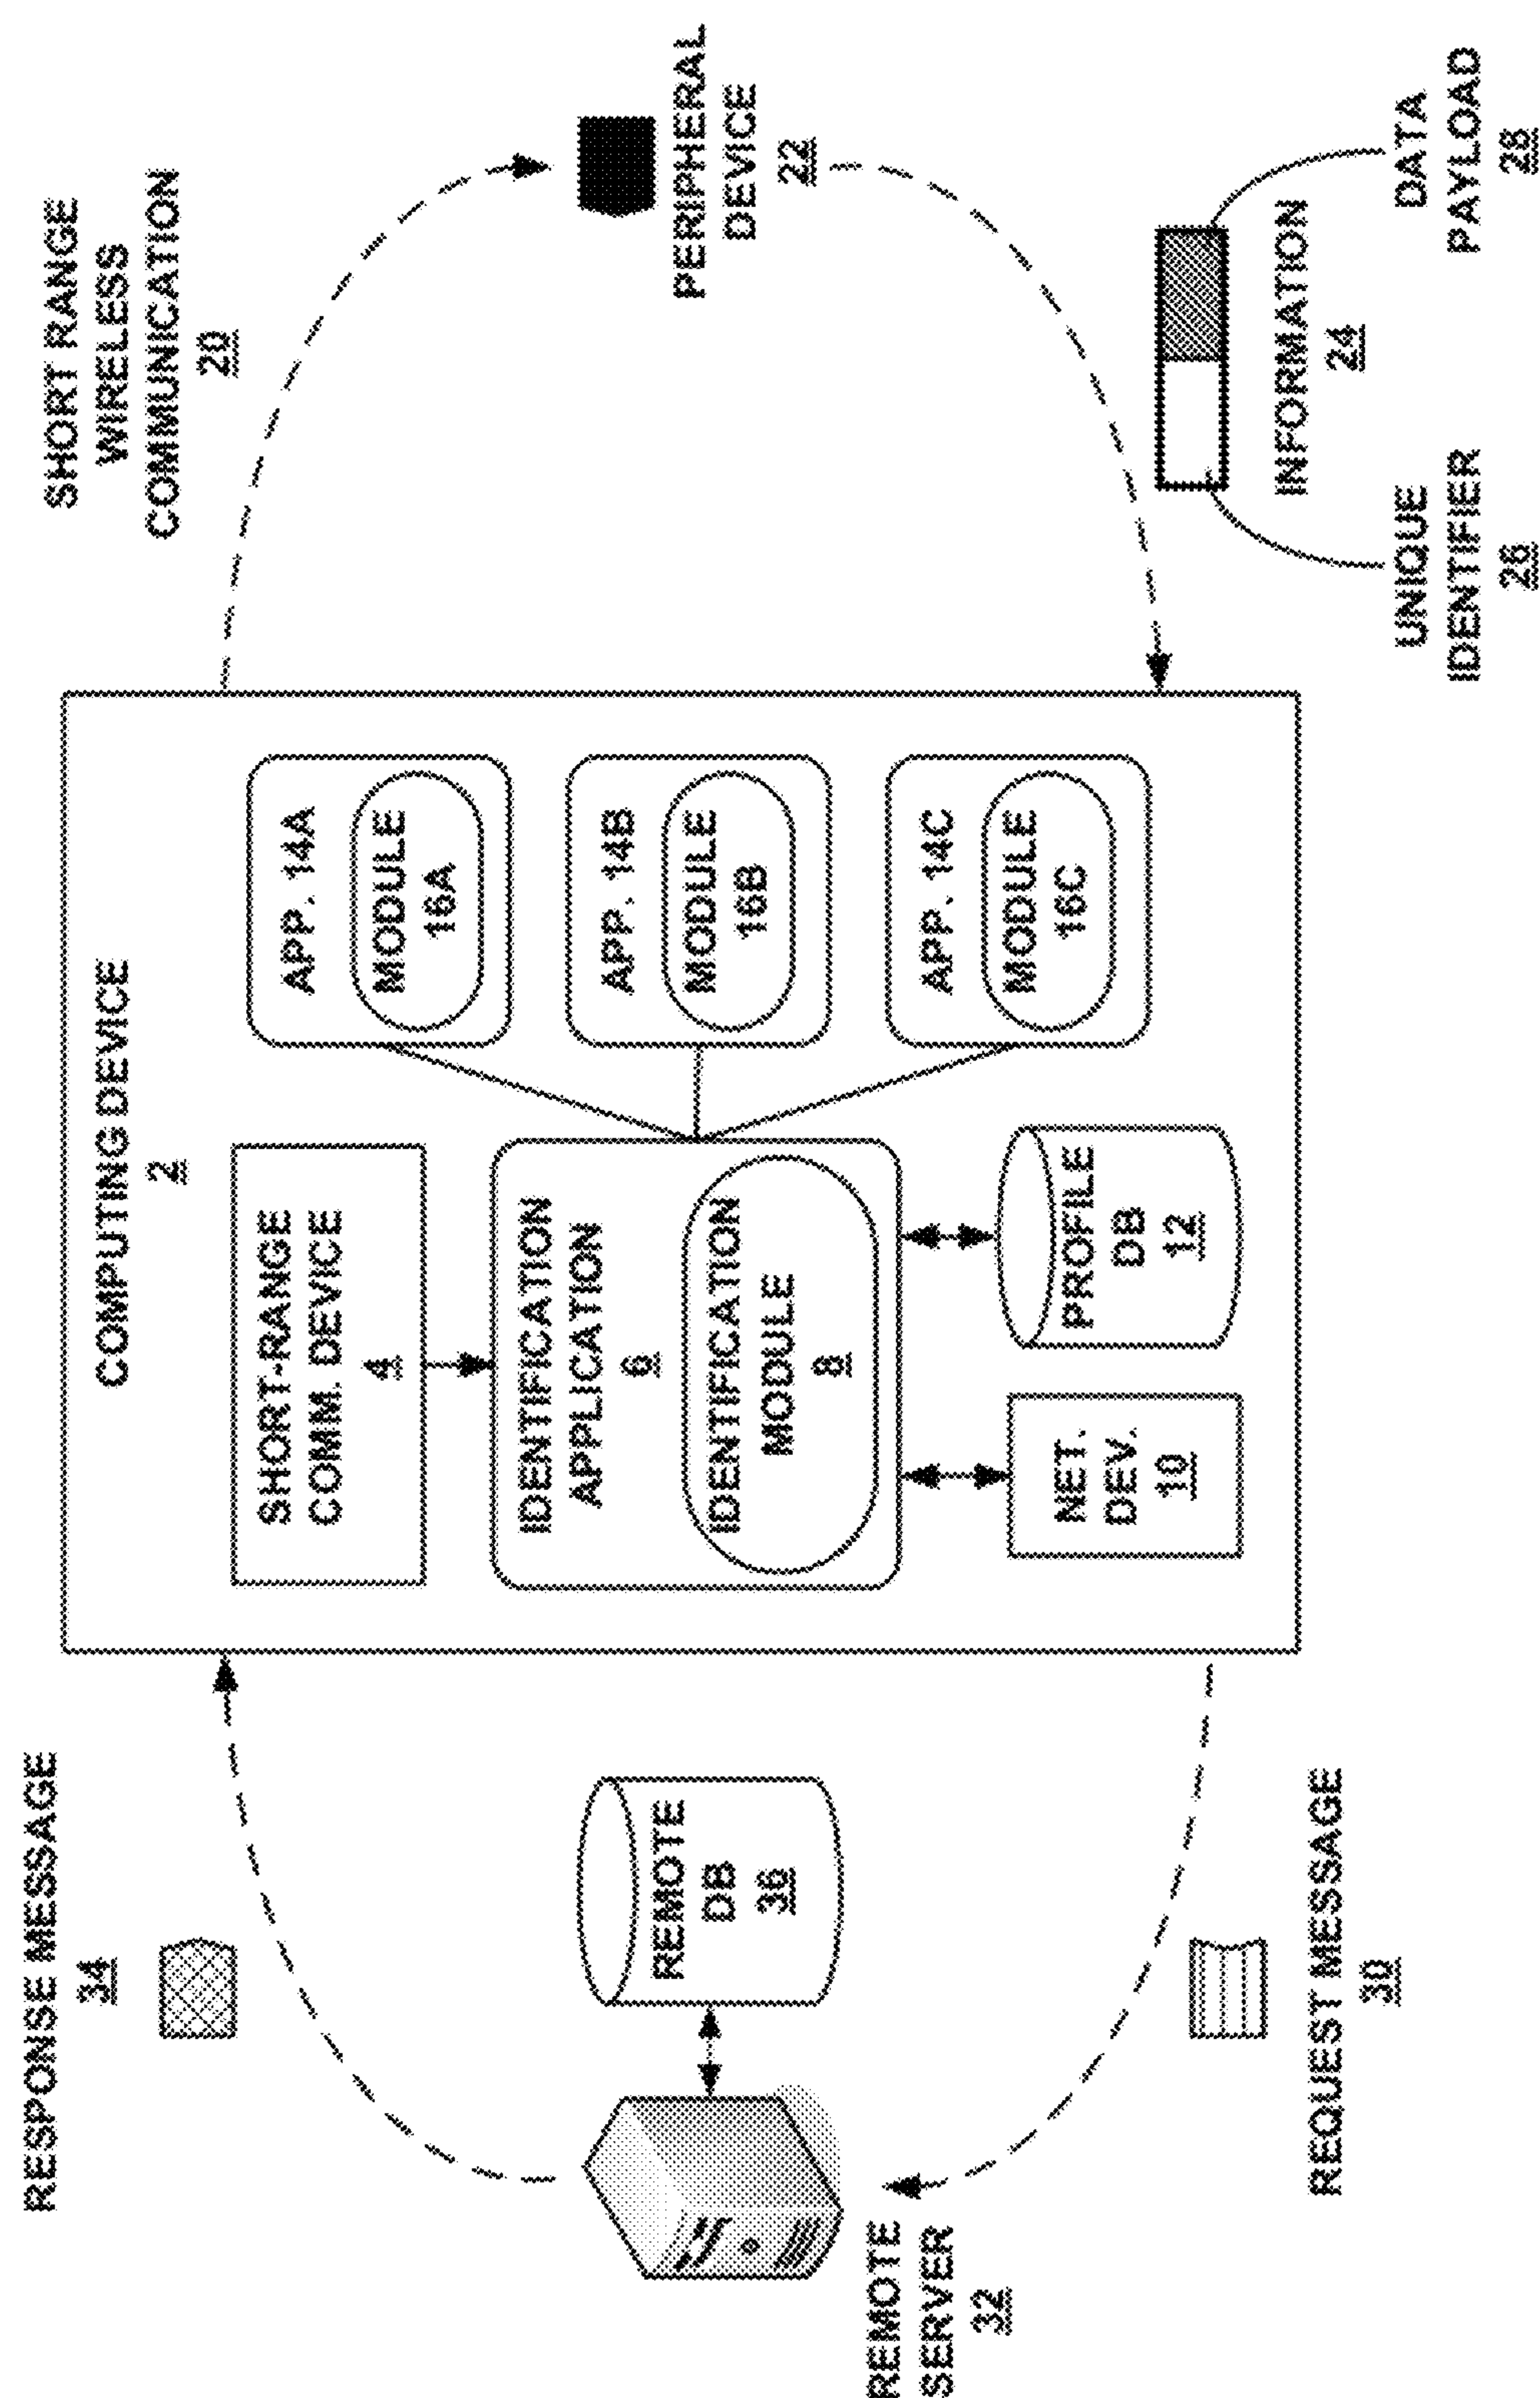 RESPONSE MESSAGE
34
REMOTE
SERVER
32
REMOTE
DB
36
REQUEST MESSAGE
30
COMPUTING DEVICE
2
SHORT-RANGE
COMM. DEVICE
4
IDENTIFICATION
APPLICATION
6
IDENTIFICATION
MODULE
8
NET.
DEV.
10
PROFILE
DB
12
APP. 14A
MODULE
16A
APP. 14B
MODULE
16B
APP. 14C
MODULE
16C
SHORT RANGE
WIRELESS
COMMUNICATION
20
PERIPHERAL
DEVICE
22
INFORMATION
24
UNIQUE
IDENTIFIER
26
DATA
PAYLOAD
28